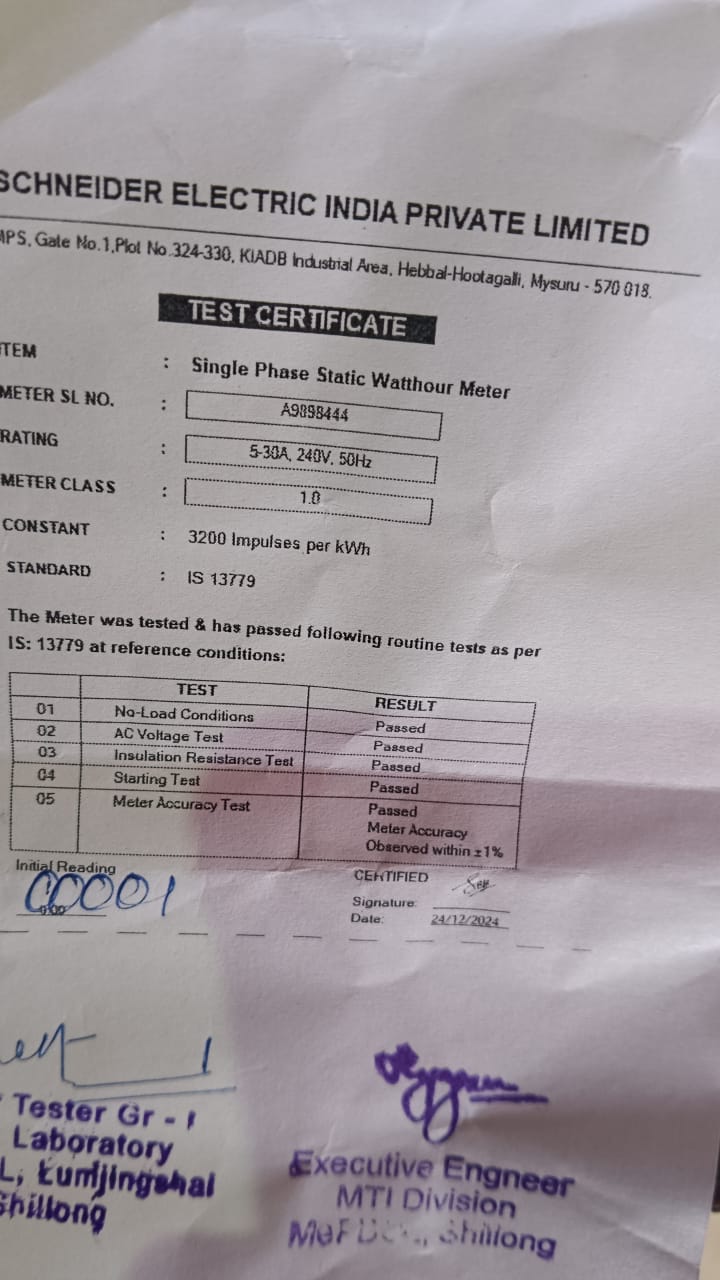 SCHNEIDER ELECTRIC INDIA PRIVATE LIMITED
MPS, Gate No.1,Plot No.324-330, KIADB Industrial Area, Hebbal-Hootagalli, Mysuru - 570 018.
TEST CERTIFICATE
ITEM : Single Phase Static Watthour Meter
METER SL NO. : A9898444
RATING : 5-30A, 240V, 50Hz
METER CLASS : 1.0
CONSTANT : 3200 Impulses per kWh
STANDARD : IS 13779
The Meter was tested & has passed following routine tests as per
IS: 13779 at reference conditions:
TEST RESULT
01 No-Load Conditions Passed
02 AC Voltage Test Passed
03 Insulation Resistance Test Passed
04 Starting Test Passed
05 Meter Accuracy Test Passed
Meter Accuracy
Observed within ±1%
Initial Reading
00001
CERTIFIED
Signature:
Date: 24/12/2024
Tester Gr - I
Laboratory
L, Lumjingshai
Shillong
Executive Engneer
MTI Division
Shillong